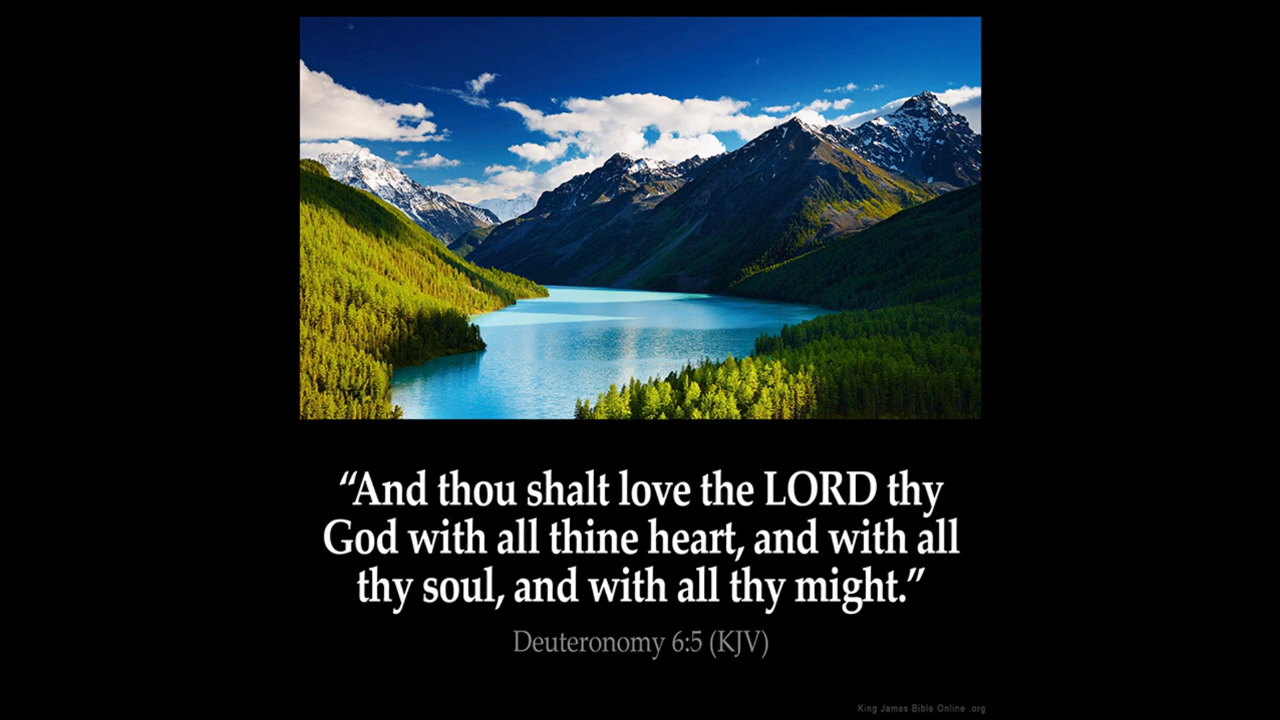 “And thou shalt love the LORD thy
God with all thine heart, and with all
thy soul, and with all thy might.”
Deuteronomy 6:5 (KJV)
King James Bible Online .org